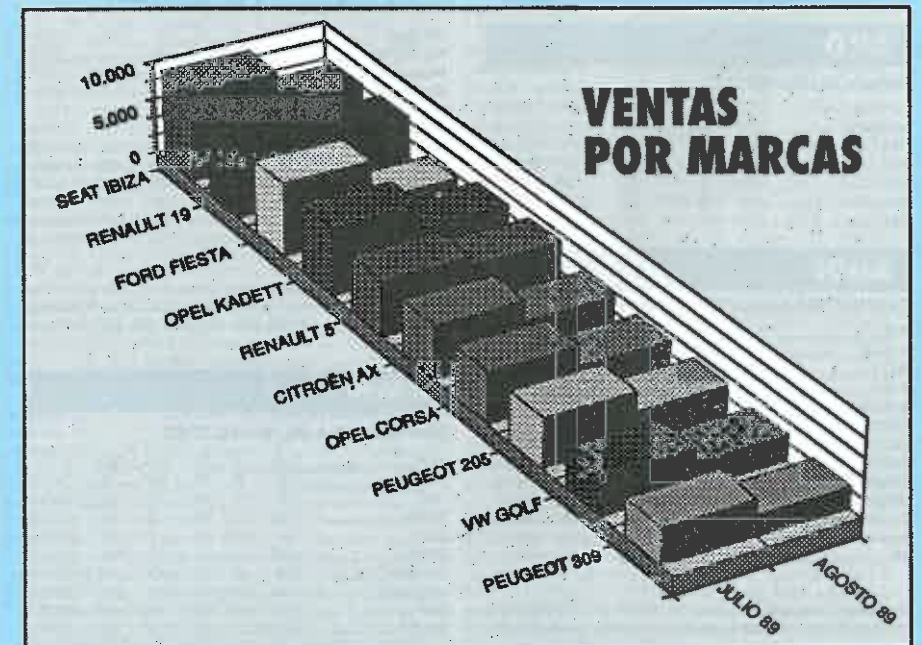 VENTAS
POR MARCAS
10.000
5.000
0
SEAT IBIZA
RENAULT 19
FORD FIESTA
OPEL KADETT
RENAULT 5
CITROËN AX
OPEL CORSA
PEUGEOT 205
VW GOLF
PEUGEOT 309
JULIO 89
AGOSTO 89